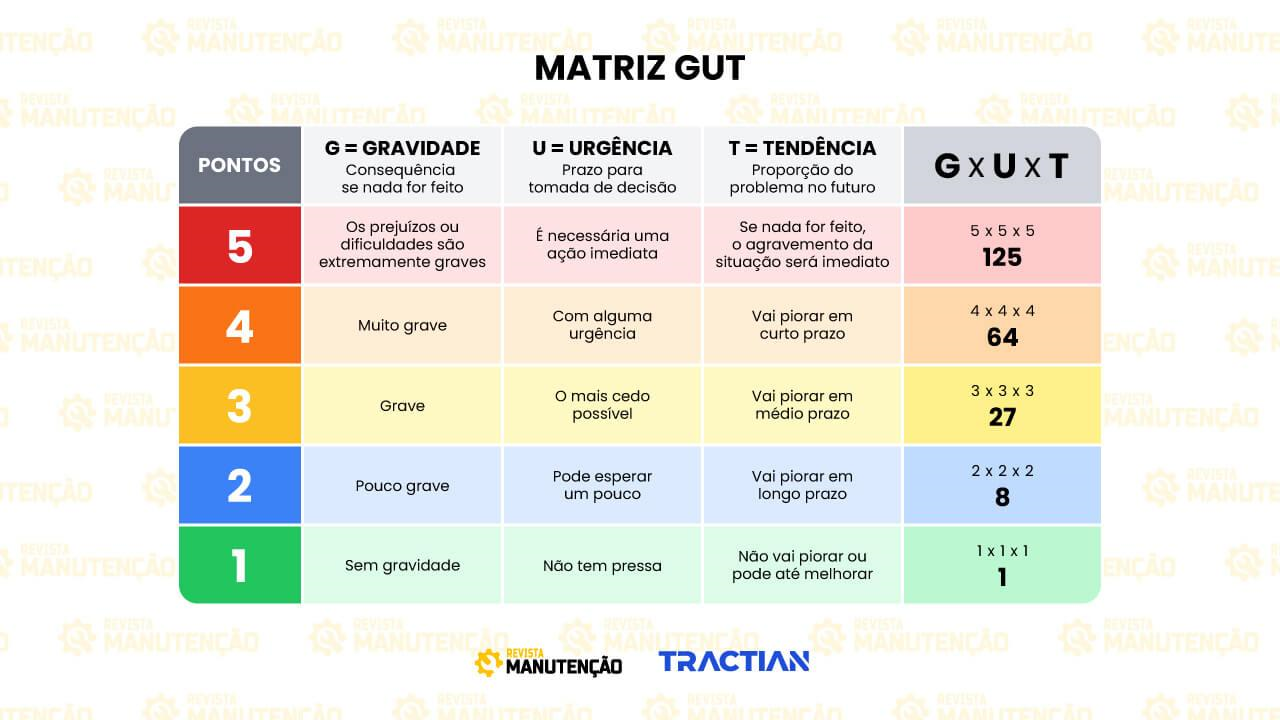 MATRIZ GUT
PONTOS
G = GRAVIDADE
Consequência
se nada for feito
U = URGÊNCIA
Prazo para
tomada de decisão
T = TENDÊNCIA
Proporção do
problema no futuro
G x U x T
5
Os prejuízos ou
dificuldades são
extremamente graves
É necessária uma
ação imediata
Se nada for feito,
o agravemento da
situação será imediato
5 x 5 x 5
125
4
Muito grave
Com alguma
urgência
Vai piorar em
curto prazo
4 x 4 x 4
64
3
Grave
O mais cedo
possível
Vai piorar em
médio prazo
3 x 3 x 3
27
2
Pouco grave
Pode esperar
um pouco
Vai piorar em
longo prazo
2 x 2 x 2
8
1
Sem gravidade
Não tem pressa
Não vai piorar ou
pode até melhorar
1 x 1 x 1
1
REVISTA
MANUTENÇÃO
TRACTIAN